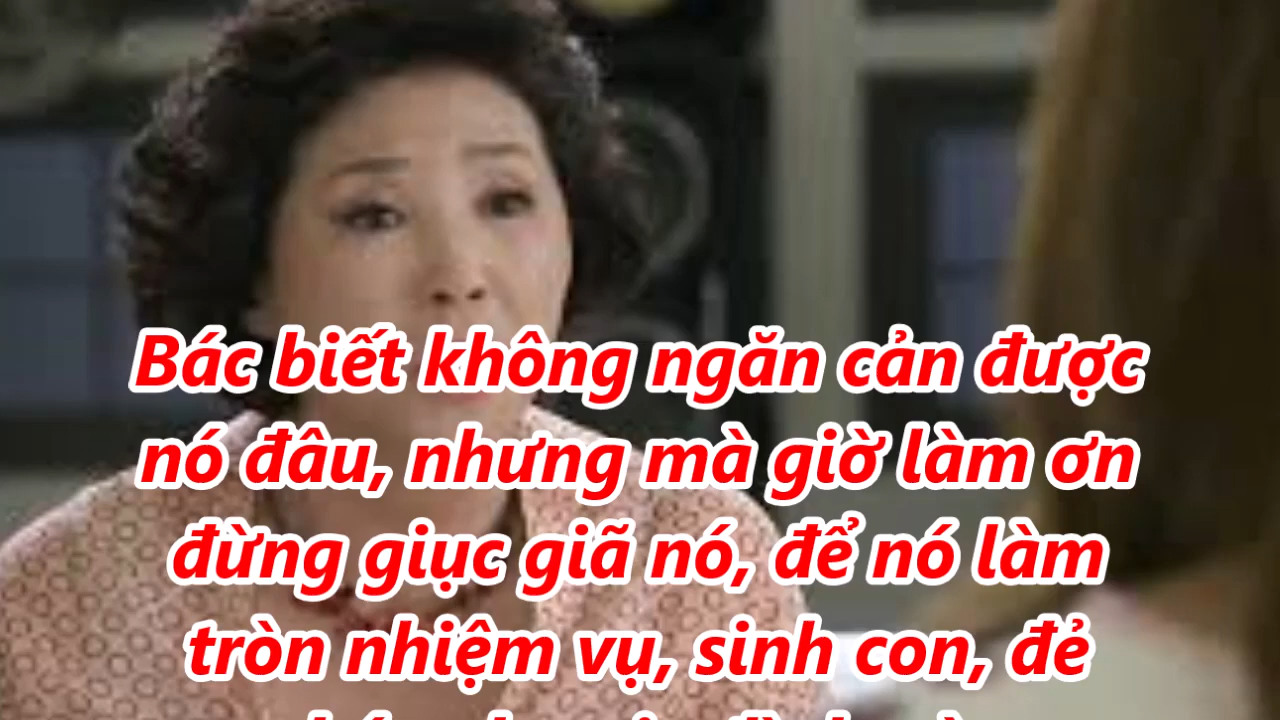 Bác biết không ngăn cản được
nó đâu, nhưng mà giờ làm ơn
đừng giục giã nó, để nó làm
tròn nhiệm vụ, sinh con, đẻ